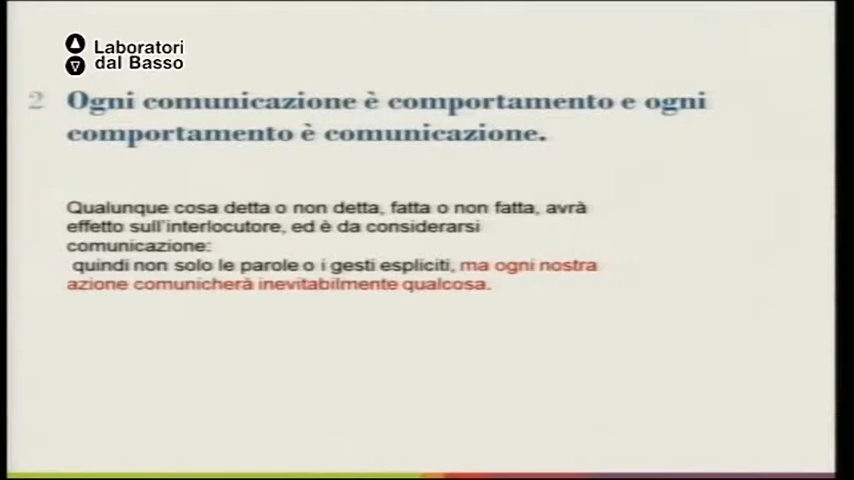 Laboratori
dal Basso
2 Ogni comunicazione è comportamento e ogni
comportamento è comunicazione.
Qualunque cosa detta o non detta, fatta o non fatta, avrà
effetto sull'interlocutore, ed è da considerarsi
comunicazione:
quindi non solo le parole o i gesti espliciti, ma ogni nostra
azione comunicherà inevitabilmente qualcosa.